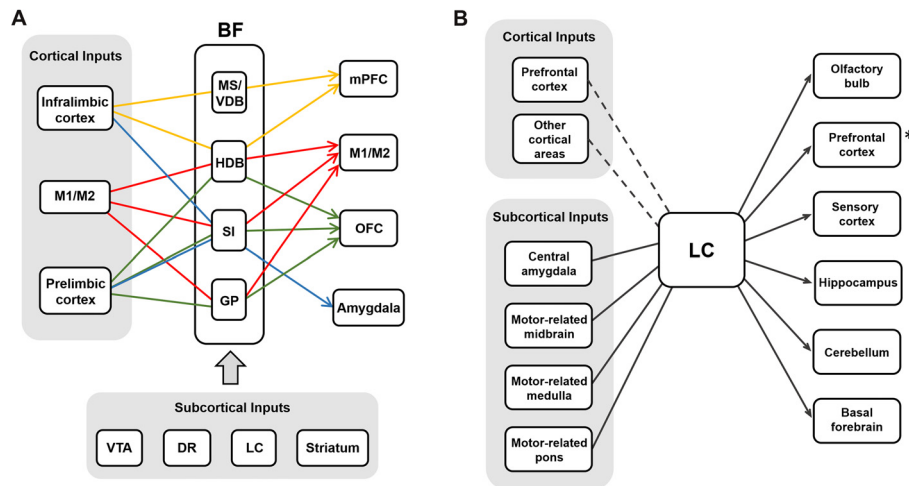 A
BF
Cortical Inputs
Infralimbic
cortex
M1/M2
Prelimbic
cortex
MS/
VDB
HDB
SI
GP
mPFC
M1/M2
OFC
Amygdala
Subcortical Inputs
VTA
DR
LC
Striatum
B
Cortical Inputs
Prefrontal
cortex
Other
cortical
areas
Subcortical Inputs
Central
amygdala
Motor-related
midbrain
Motor-related
medulla
Motor-related
pons
LC
Olfactory
bulb
Prefrontal
cortex
*
Sensory
cortex
Hippocampus
Cerebellum
Basal
forebrain